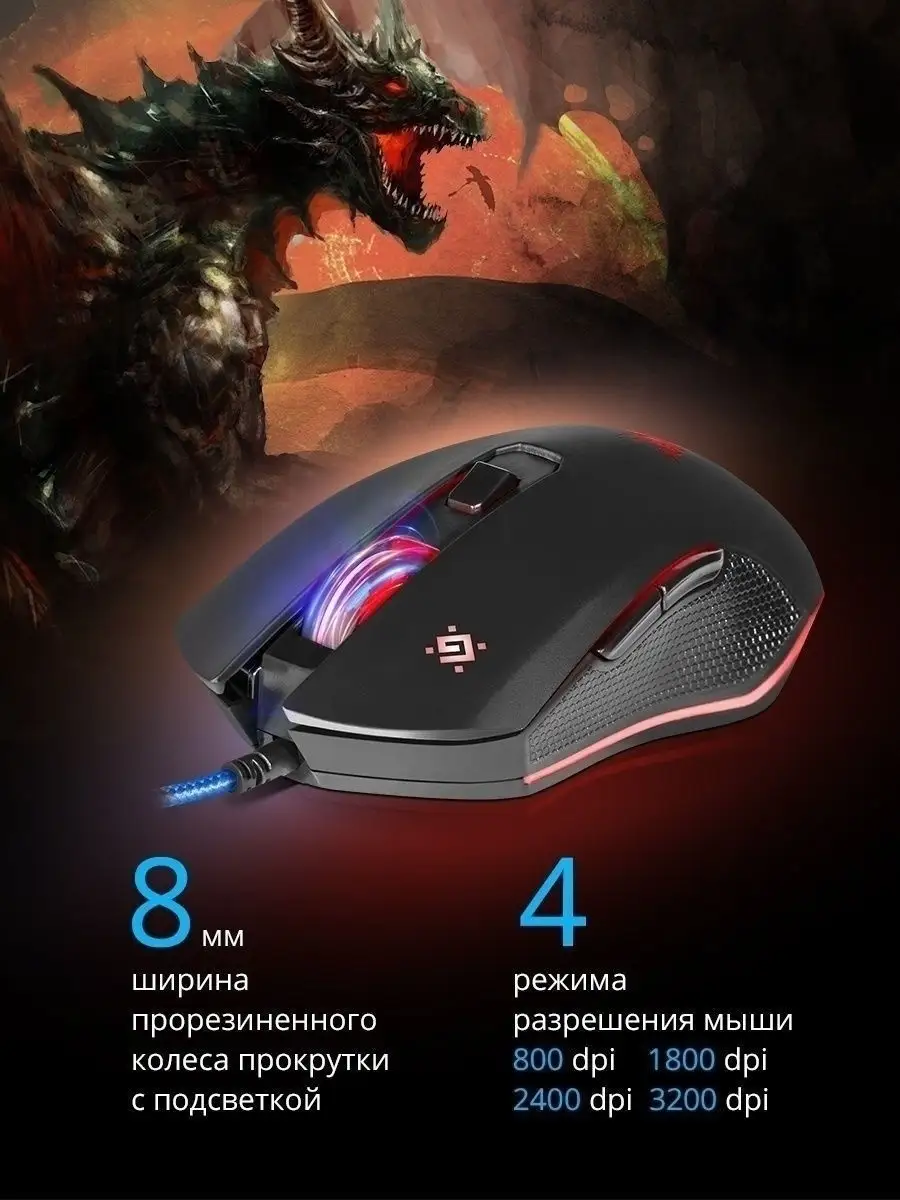 8 мм
ширина
прорезиненного
колеса прокрутки
с подсветкой
4
режима
разрешения мыши
800 dpi 1800 dpi
2400 dpi 3200 dpi